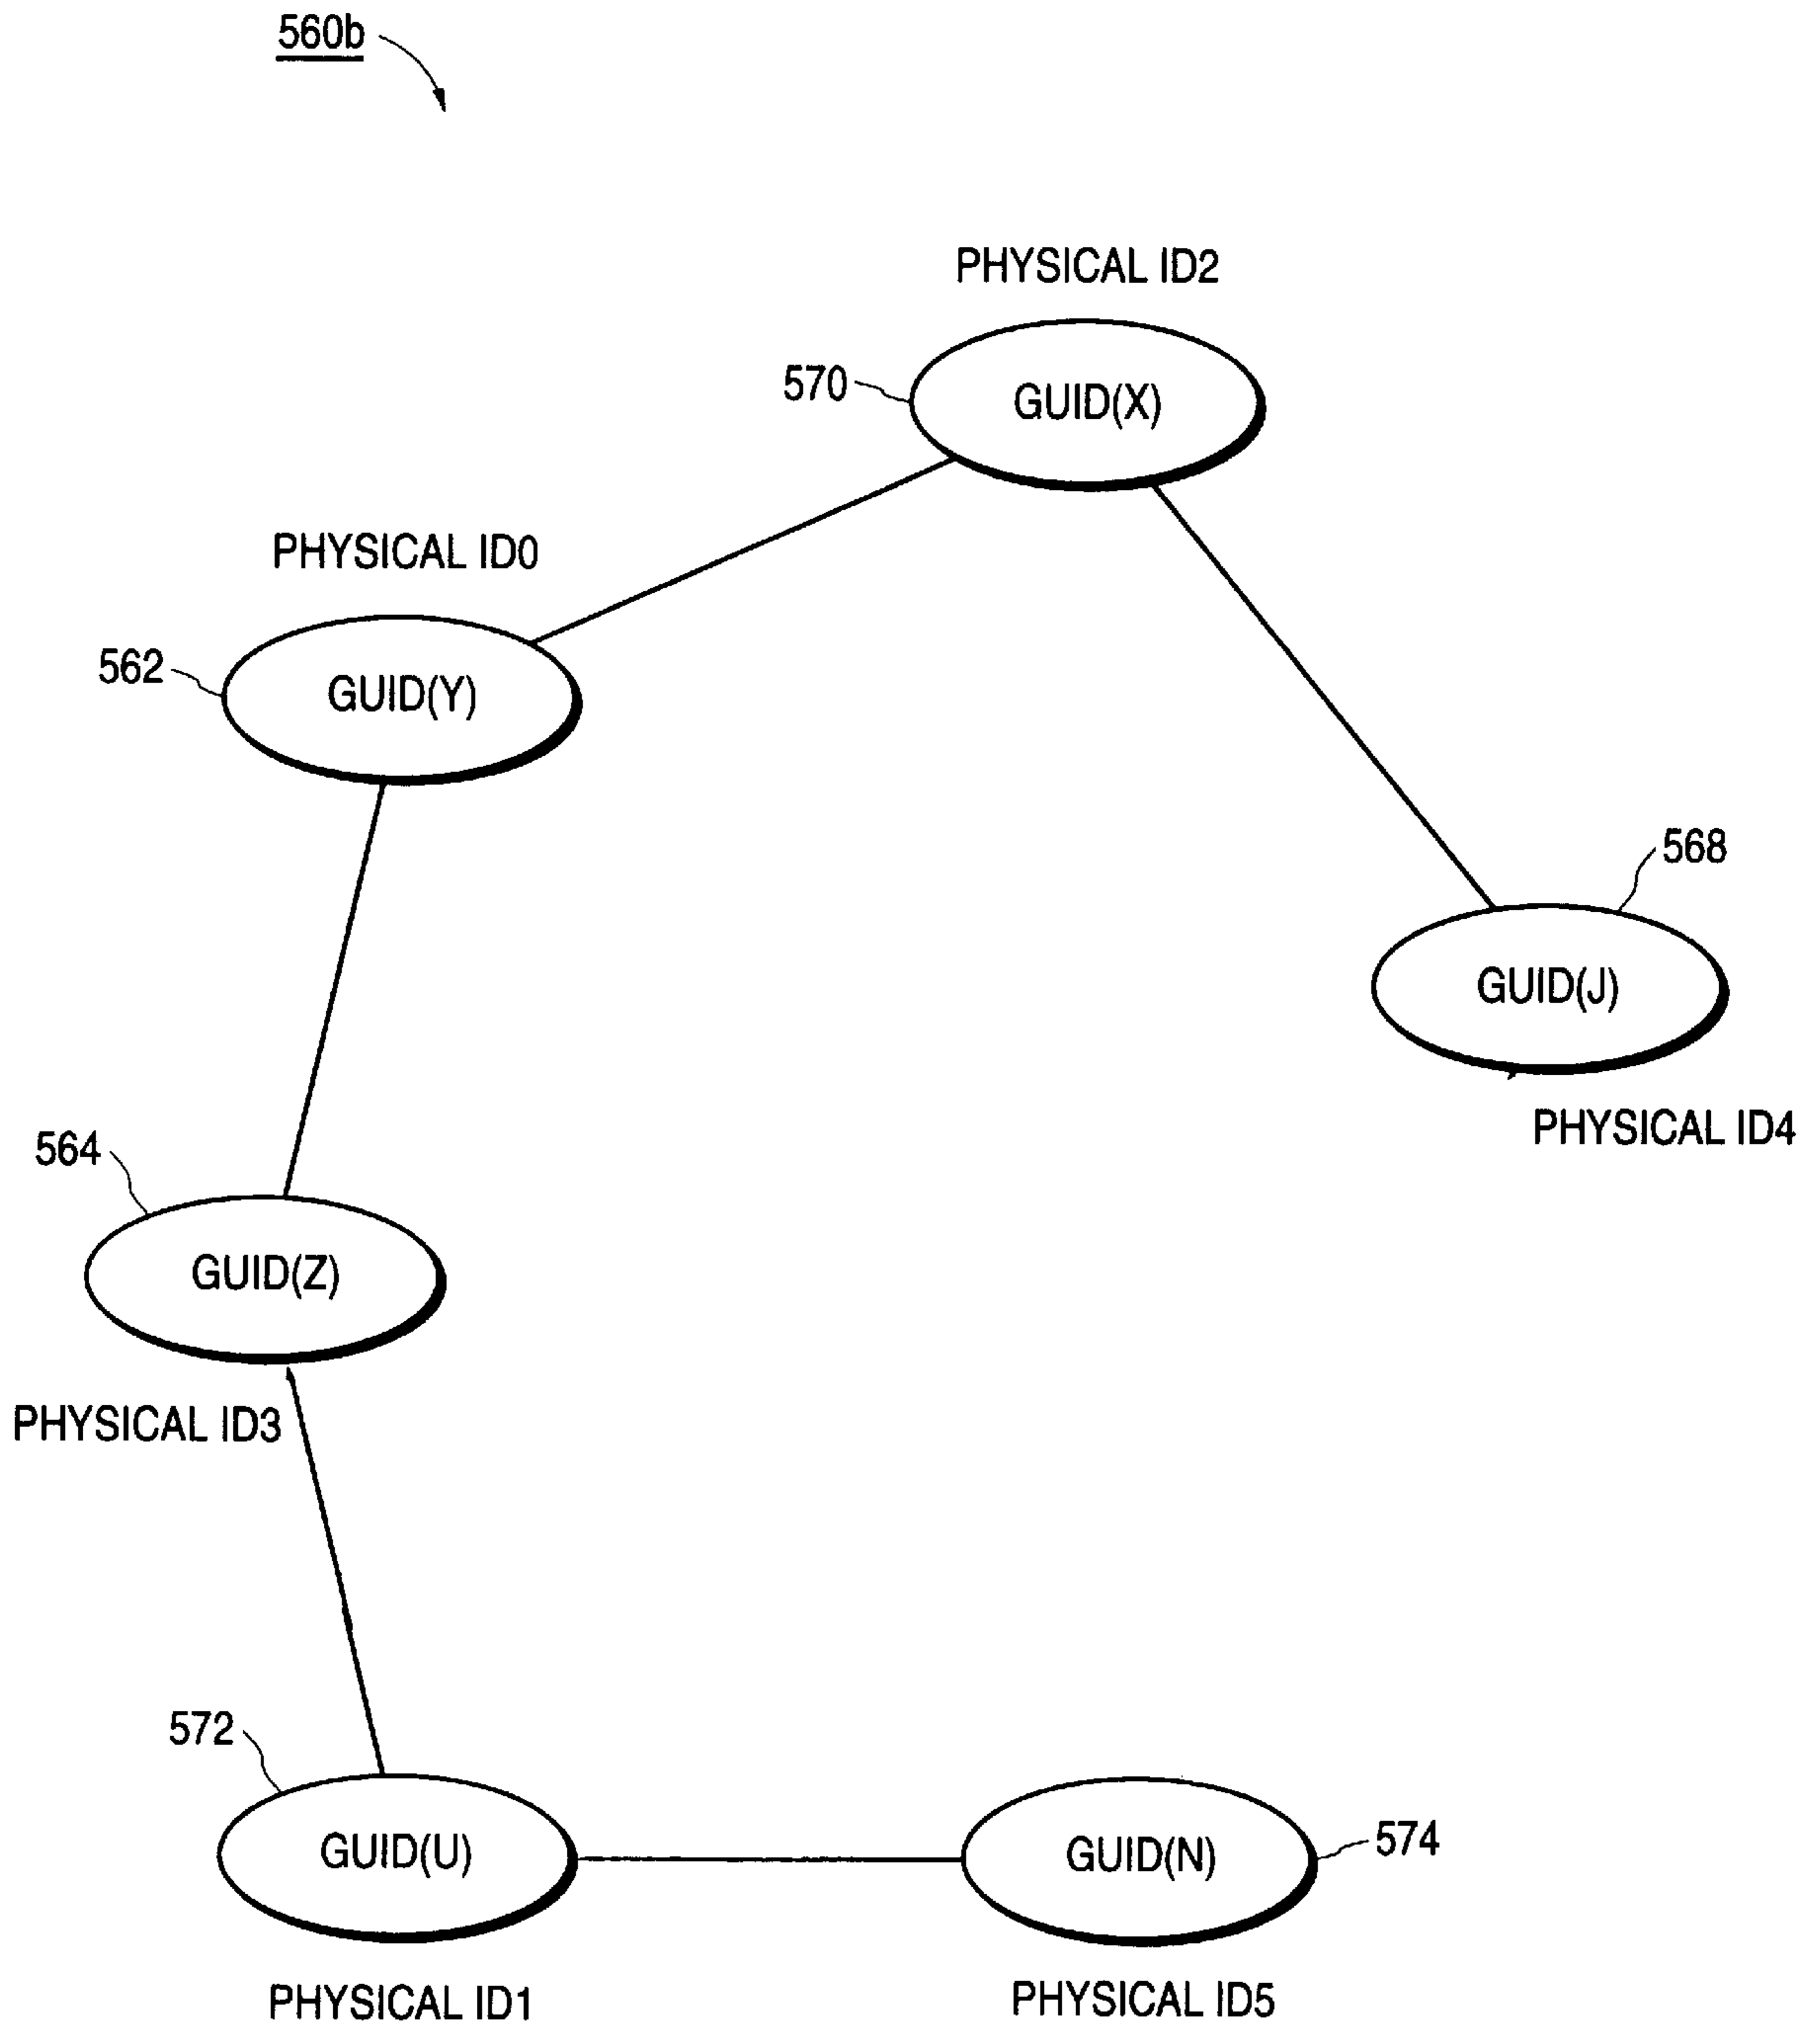 560b
PHYSICAL ID2
570
GUID(X)
PHYSICAL ID0
562
GUID(Y)
568
GUID(J)
PHYSICAL ID4
564
GUID(Z)
PHYSICAL ID3
572
GUID(U)
GUID(N)
574
PHYSICAL ID1
PHYSICAL ID5